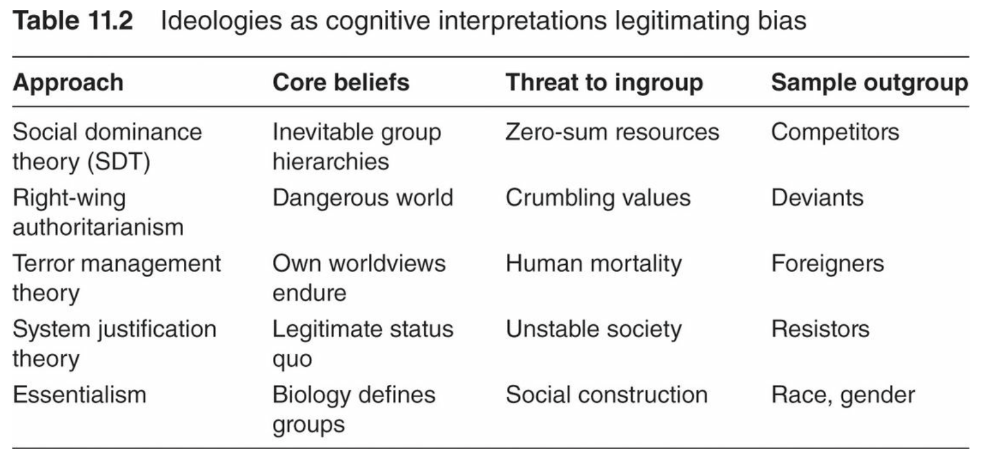 Table 11.2 Ideologies as cognitive interpretations legitimating bias
Approach Core beliefs Threat to ingroup Sample outgroup
Social dominance Inevitable group Zero-sum resources Competitors
theory (SDT) hierarchies
Right-wing Dangerous world Crumbling values Deviants
authoritarianism
Terror management Own worldviews Human mortality Foreigners
theory endure
System justification Legitimate status Unstable society Resistors
theory quo
Essentialism Biology defines Social construction Race, gender
groups